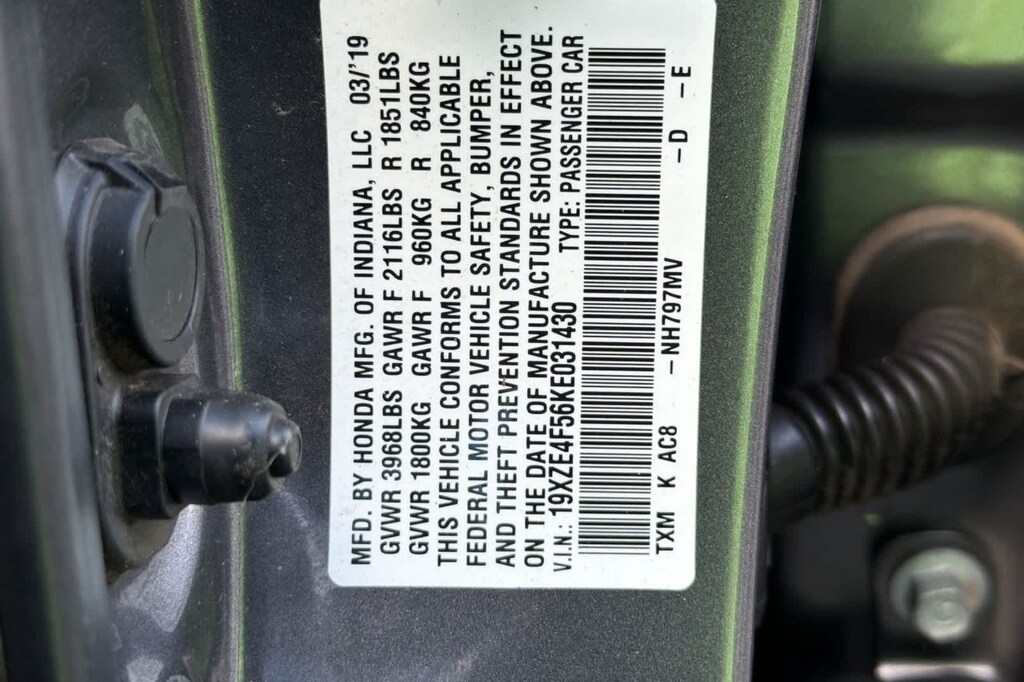 MFD. BY HONDA MFG. OF INDIANA, LLC 03/'19
GVWR 3968LBS GAWR F 2116LBS R 1851LBS
GVWR 1800KG GAWR F 960KG R 840KG
THIS VEHICLE CONFORMS TO ALL APPLICABLE
FEDERAL MOTOR VEHICLE SAFETY, BUMPER,
AND THEFT PREVENTION STANDARDS IN EFFECT
ON THE DATE OF MANUFACTURE SHOWN ABOVE.
V.I.N.: 19XZE4F56KE031430 TYPE: PASSENGER CAR
TXM K AC8 -NH797MV -D -E